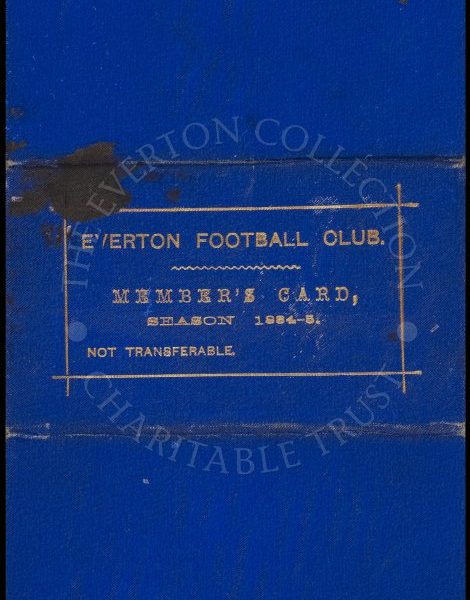 EVERTON FOOTBALL CLUB.
MEMBER'S CARD,
SEASON 1884-5.
NOT TRANSFERABLE.
THE EVERTON COLLECTION
CHARITABLE TRUST